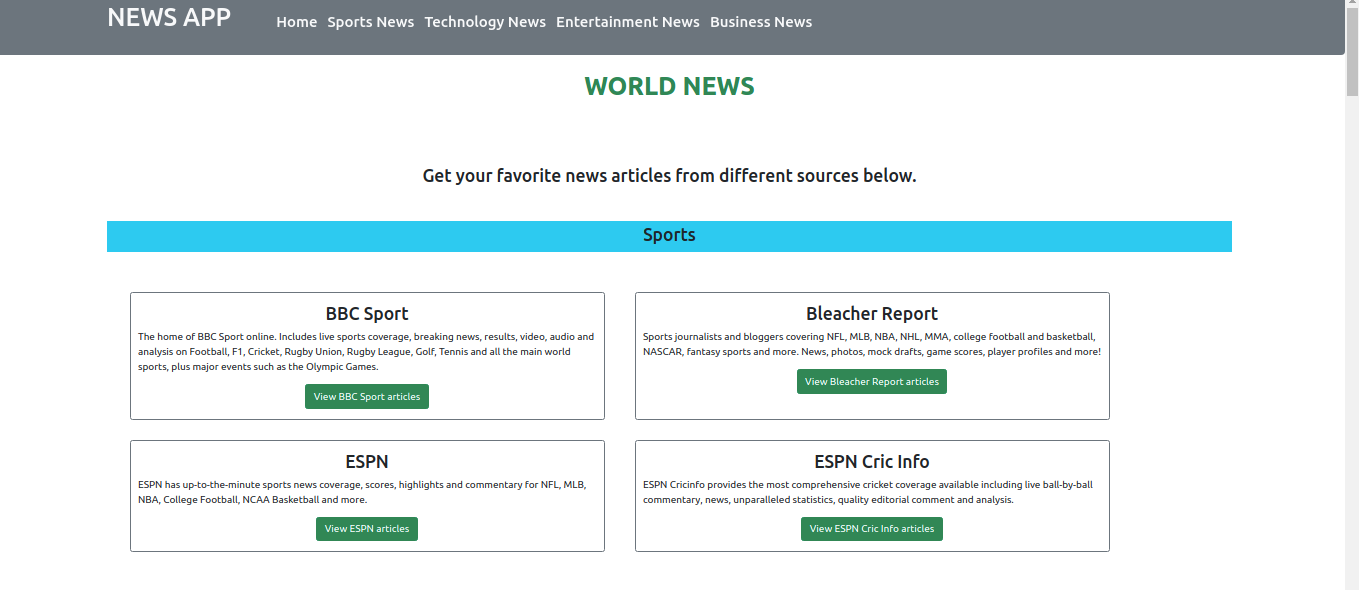 NEWS APP
Home Sports News Technology News Entertainment News Business News
WORLD NEWS
Get your favorite news articles from different sources below.
Sports
BBC Sport
The home of BBC Sport online. Includes live sports coverage, breaking news, results, video, audio and
analysis on Football, F1, Cricket, Rugby Union, Rugby League, Golf, Tennis and all the main world
sports, plus major events such as the Olympic Games.
View BBC Sport articles
Bleacher Report
Sports journalists and bloggers covering NFL, MLB, NBA, NHL, MMA, college football and basketball,
NASCAR, fantasy sports and more. News, photos, mock drafts, game scores, player profiles and more!
View Bleacher Report articles
ESPN
ESPN has up-to-the-minute sports news coverage, scores, highlights and commentary for NFL, MLB,
NBA, College Football, NCAA Basketball and more.
View ESPN articles
ESPN Cric Info
ESPN Cricinfo provides the most comprehensive cricket coverage available including live ball-by-ball
commentary, news, unparalleled statistics, quality editorial comment and analysis.
View ESPN Cric Info articles